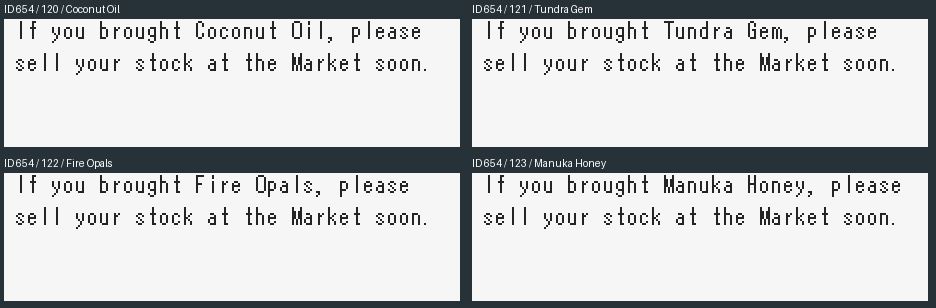 ID654 / 120 / Coconut Oil
If you brought Coconut Oil, please
sell your stock at the Market soon.
ID654 / 121 / Tundra Gem
If you brought Tundra Gem, please
sell your stock at the Market soon.
ID654 / 122 / Fire Opals
If you brought Fire Opals, please
sell your stock at the Market soon.
ID654 / 123 / Manuka Honey
If you brought Manuka Honey, please
sell your stock at the Market soon.